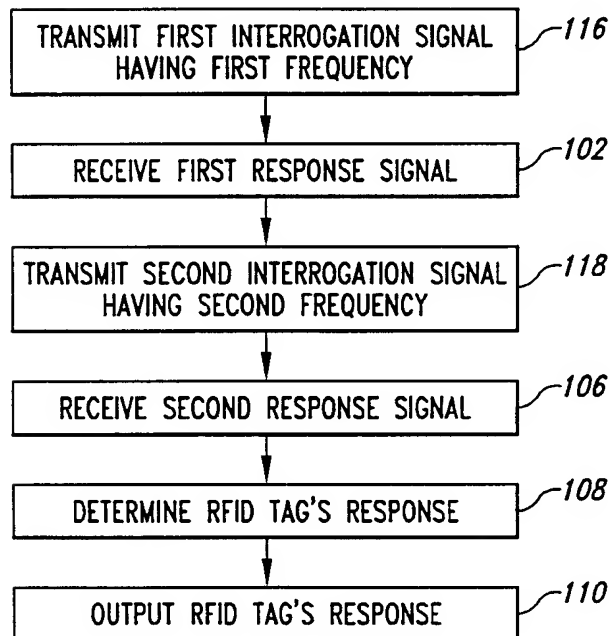 TRANSMIT FIRST INTERROGATION SIGNAL
HAVING FIRST FREQUENCY
116
RECEIVE FIRST RESPONSE SIGNAL
102
TRANSMIT SECOND INTERROGATION SIGNAL
HAVING SECOND FREQUENCY
118
RECEIVE SECOND RESPONSE SIGNAL
106
DETERMINE RFID TAG'S RESPONSE
108
OUTPUT RFID TAG'S RESPONSE
110